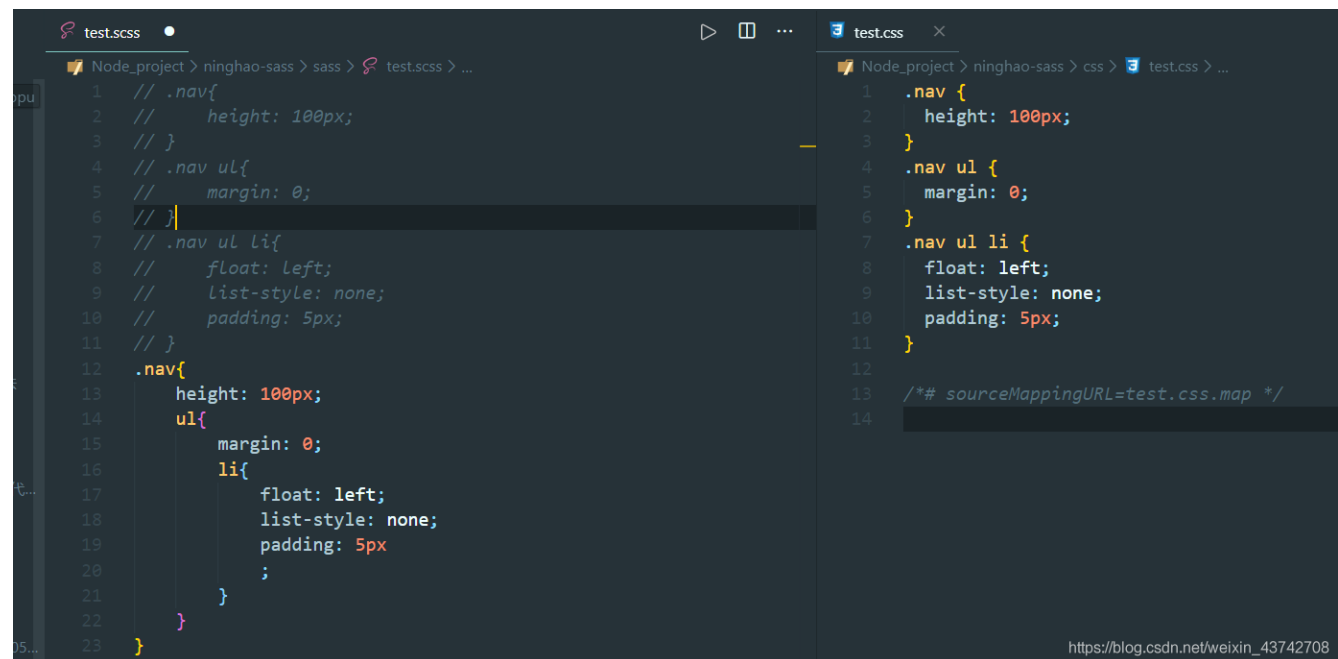 test.scss
Node_project > ninghao-sass > sass > test.scss > ...
1 // .nav{
2 //     height: 100px;
3 // }
4 // .nav ul{
5 //     margin: 0;
6 // }
7 // .nav ul li{
8 //     float: left;
9 //     list-style: none;
10 //     padding: 5px;
11 // }
12 .nav{
13     height: 100px;
14     ul{
15         margin: 0;
16         li{
17             float: left;
18             list-style: none;
19             padding: 5px
20             ;
21         }
22     }
23 }
test.css
Node_project > ninghao-sass > css > test.css > ...
1 .nav {
2   height: 100px;
3 }
4 .nav ul {
5   margin: 0;
6 }
7 .nav ul li {
8   float: left;
9   list-style: none;
10   padding: 5px;
11 }
12
13 /*# sourceMappingURL=test.css.map */
14
opu
代...
05...
https://blog.csdn.net/weixin_43742708